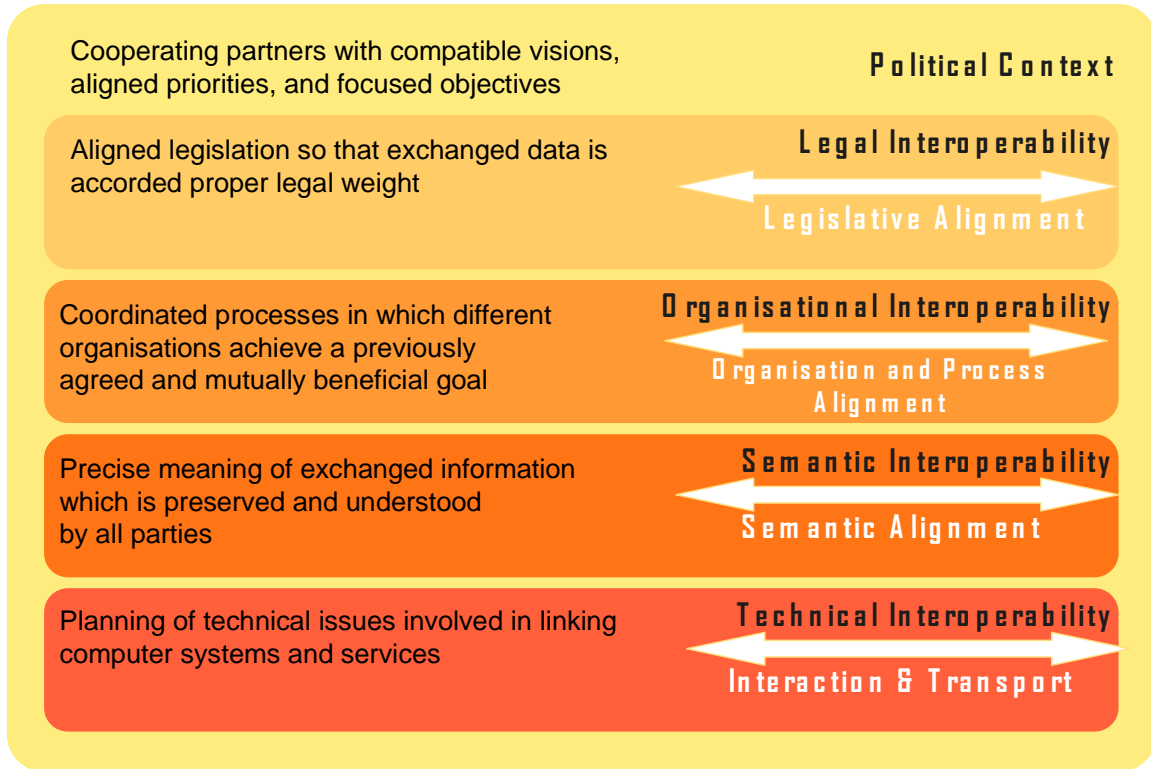 Cooperating partners with compatible visions,
aligned priorities, and focused objectives
Political Context
Aligned legislation so that exchanged data is
accorded proper legal weight
Legal Interoperability
Legislative Alignment
Coordinated processes in which different
organisations achieve a previously
agreed and mutually beneficial goal
Organisational Interoperability
Organisation and Process
Alignment
Precise meaning of exchanged information
which is preserved and understood
by all parties
Semantic Interoperability
Semantic Alignment
Planning of technical issues involved in linking
computer systems and services
Technical Interoperability
Interaction & Transport